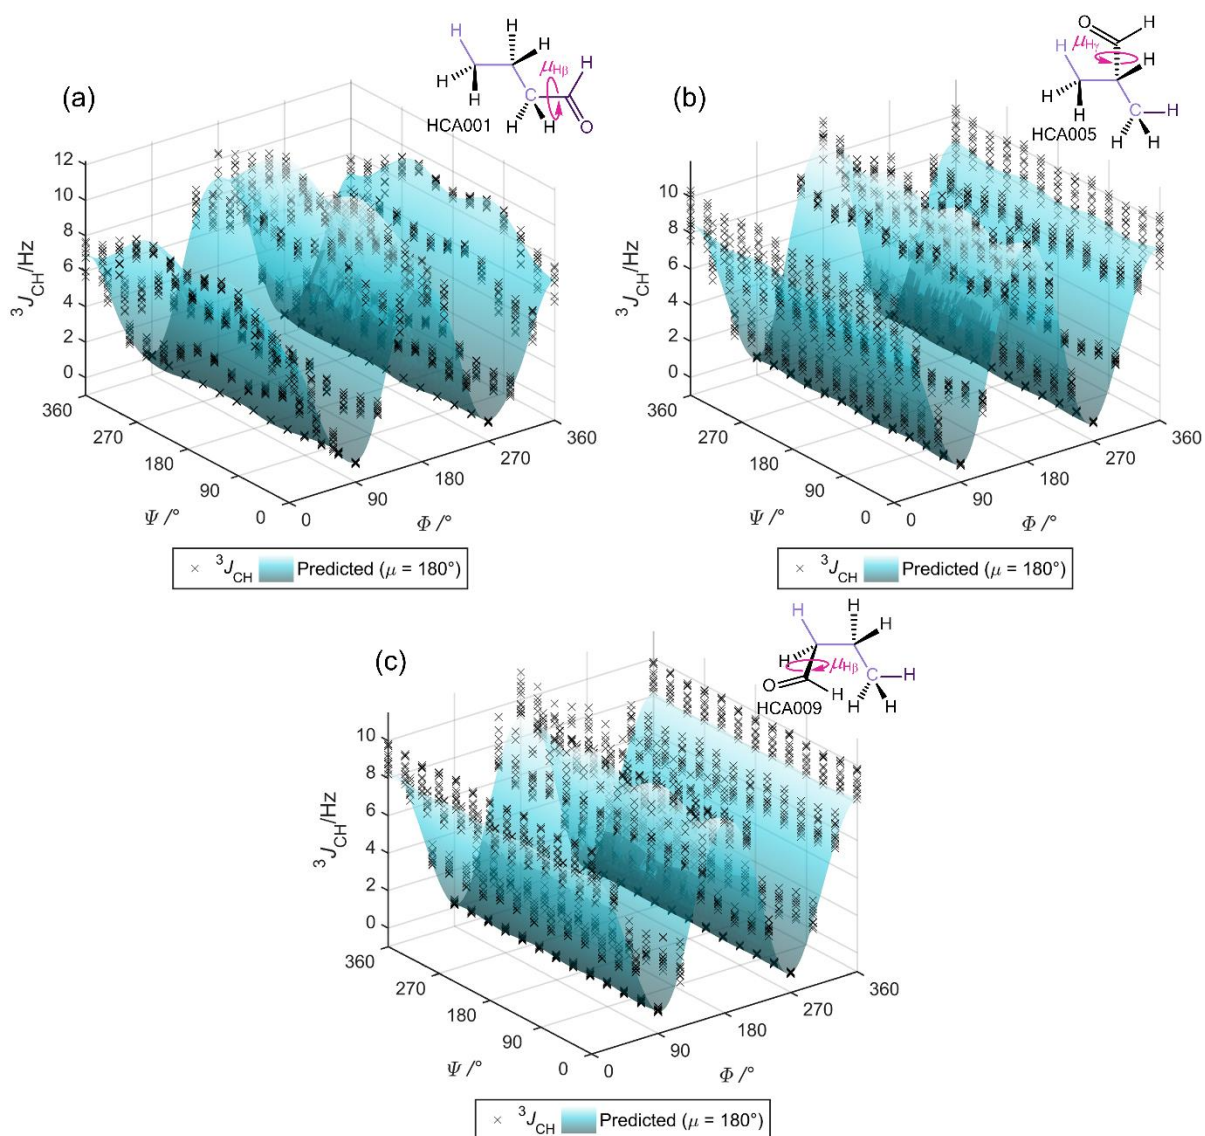 (a)
H H
H H
H C μHβ
H H
H H O
HCA001
12
10
8
6
4
2
0
³JCH/Hz
360
270
180
90
0
Ψ /°
0
90
180
270
360
Φ /°
× ³JCH Predicted (μ = 180°)
(b)
O H
H μHγ
H H
H C H
H H H
HCA005
10
8
6
4
2
0
³JCH/Hz
360
270
180
90
0
Ψ /°
0
90
180
270
360
Φ /°
× ³JCH Predicted (μ = 180°)
(c)
H
H H
H μHβ C H
O H H H
HCA009
10
8
6
4
2
0
³JCH/Hz
360
270
180
90
0
Ψ /°
0
90
180
270
360
Φ /°
× ³JCH Predicted (μ = 180°)